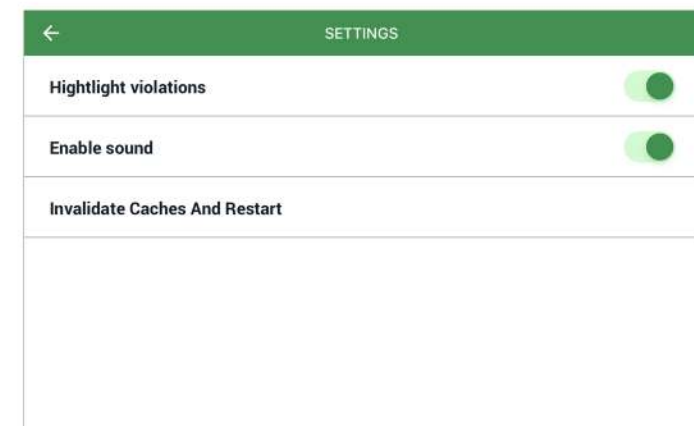 SETTINGS
Hightlight violations
Enable sound
Invalidate Caches And Restart